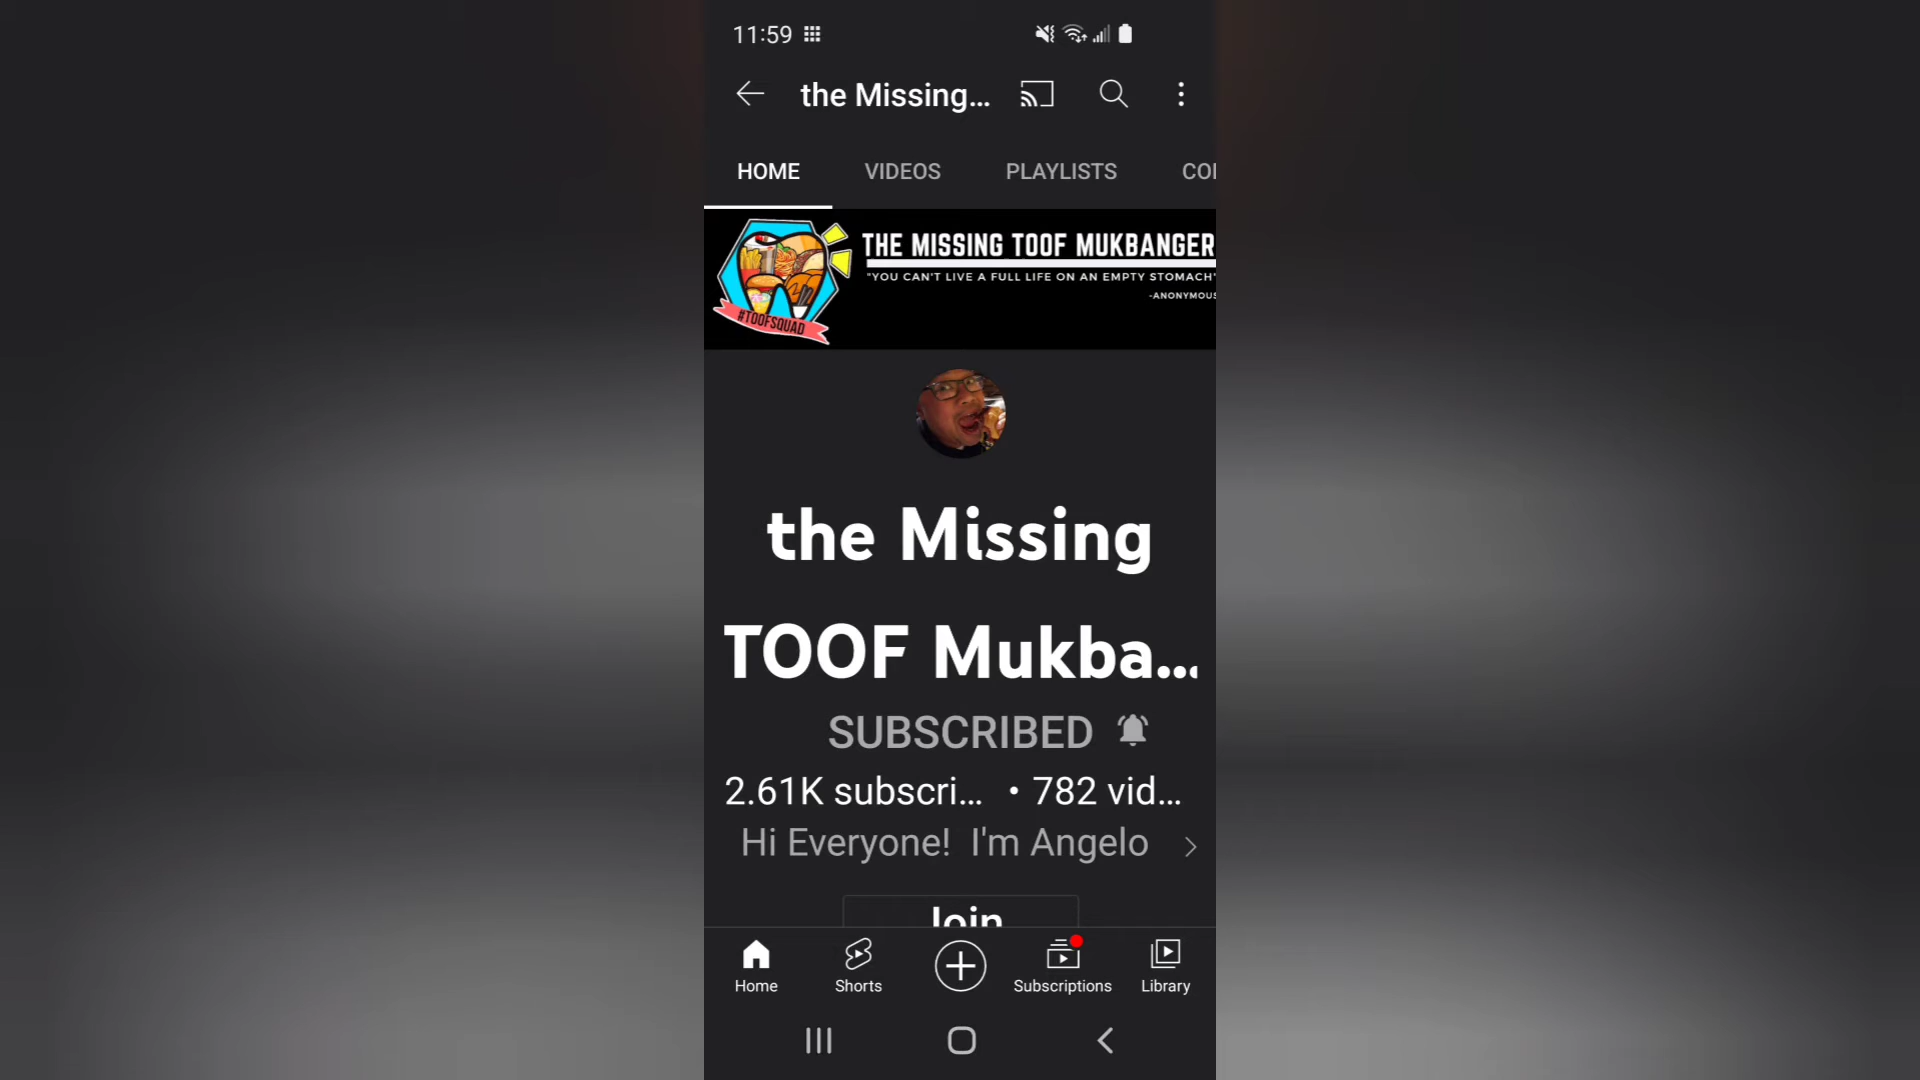 11:59
the Missing...
HOME VIDEOS PLAYLISTS COI
THE MISSING TOOF MUKBANGER
"YOU CAN'T LIVE A FULL LIFE ON AN EMPTY STOMACH"
-ANONYMOUS
#TOOFSQUAD
the Missing
TOOF Mukba...
SUBSCRIBED
2.61K subscri... • 782 vid...
Hi Everyone! I'm Angelo
Join
Home Shorts Subscriptions Library